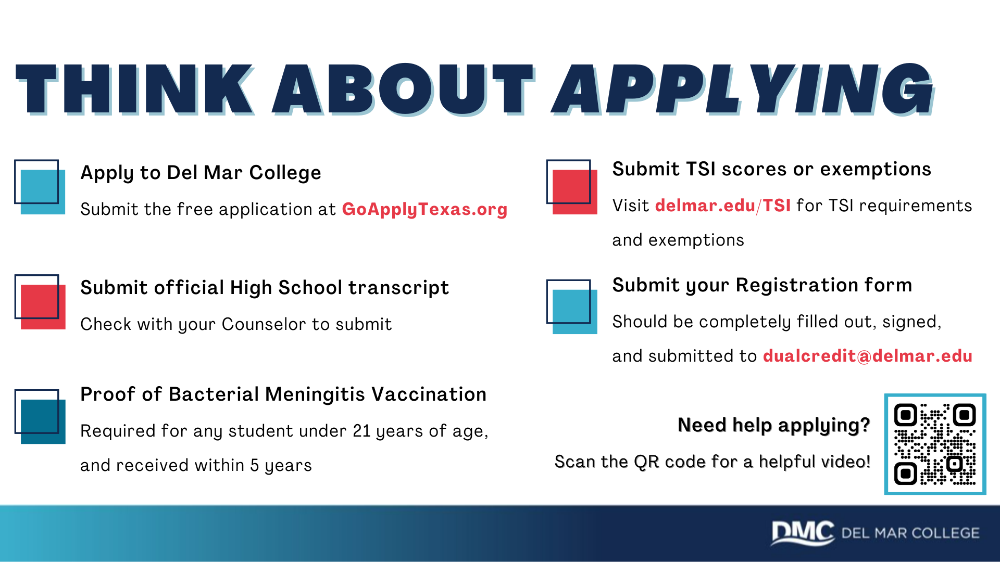 THINK ABOUT APPLYING
Apply to Del Mar College
Submit the free application at GoApplyTexas.org
Submit official High School transcript
Check with your Counselor to submit
Proof of Bacterial Meningitis Vaccination
Required for any student under 21 years of age,
and received within 5 years
Submit TSI scores or exemptions
Visit delmar.edu/TSI for TSI requirements
and exemptions
Submit your Registration form
Should be completely filled out, signed,
and submitted to dualcredit@delmar.edu
Need help applying?
Scan the QR code for a helpful video!
DMC DEL MAR COLLEGE